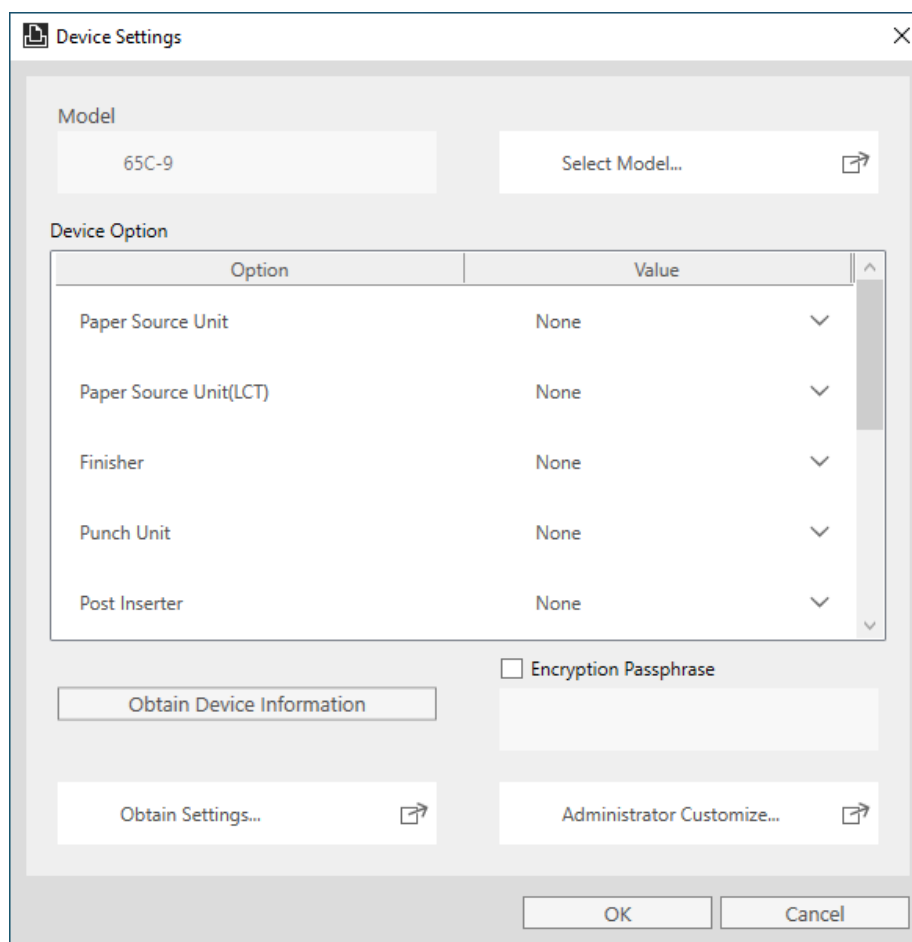 Device Settings
Model
65C-9
Select Model...
Device Option
Option Value
Paper Source Unit None
Paper Source Unit(LCT) None
Finisher None
Punch Unit None
Post Inserter None
Encryption Passphrase
Obtain Device Information
Obtain Settings...
Administrator Customize...
OK Cancel